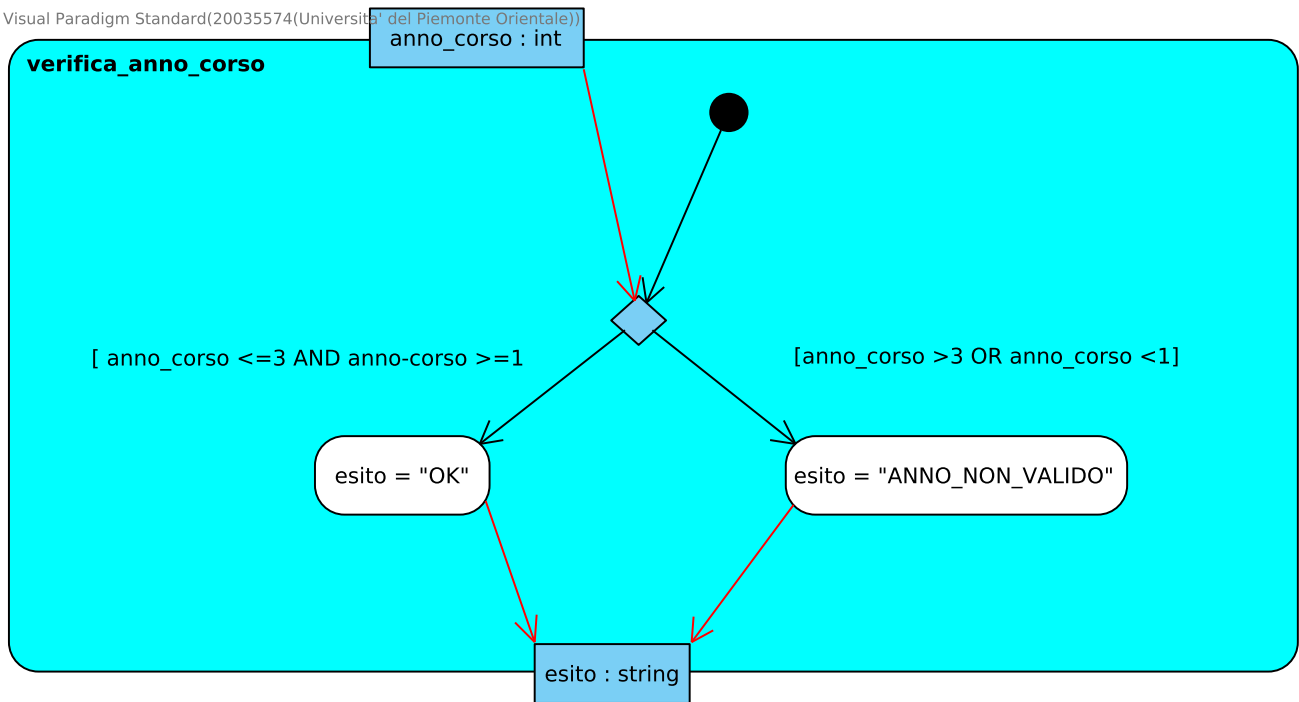 Visual Paradigm Standard(20035574(Universita' del Piemonte Orientale))
anno_corso : int
verifica_anno_corso
[ anno_corso <=3 AND anno-corso >=1
[anno_corso >3 OR anno_corso <1]
esito = "OK"
esito = "ANNO_NON_VALIDO"
esito : string